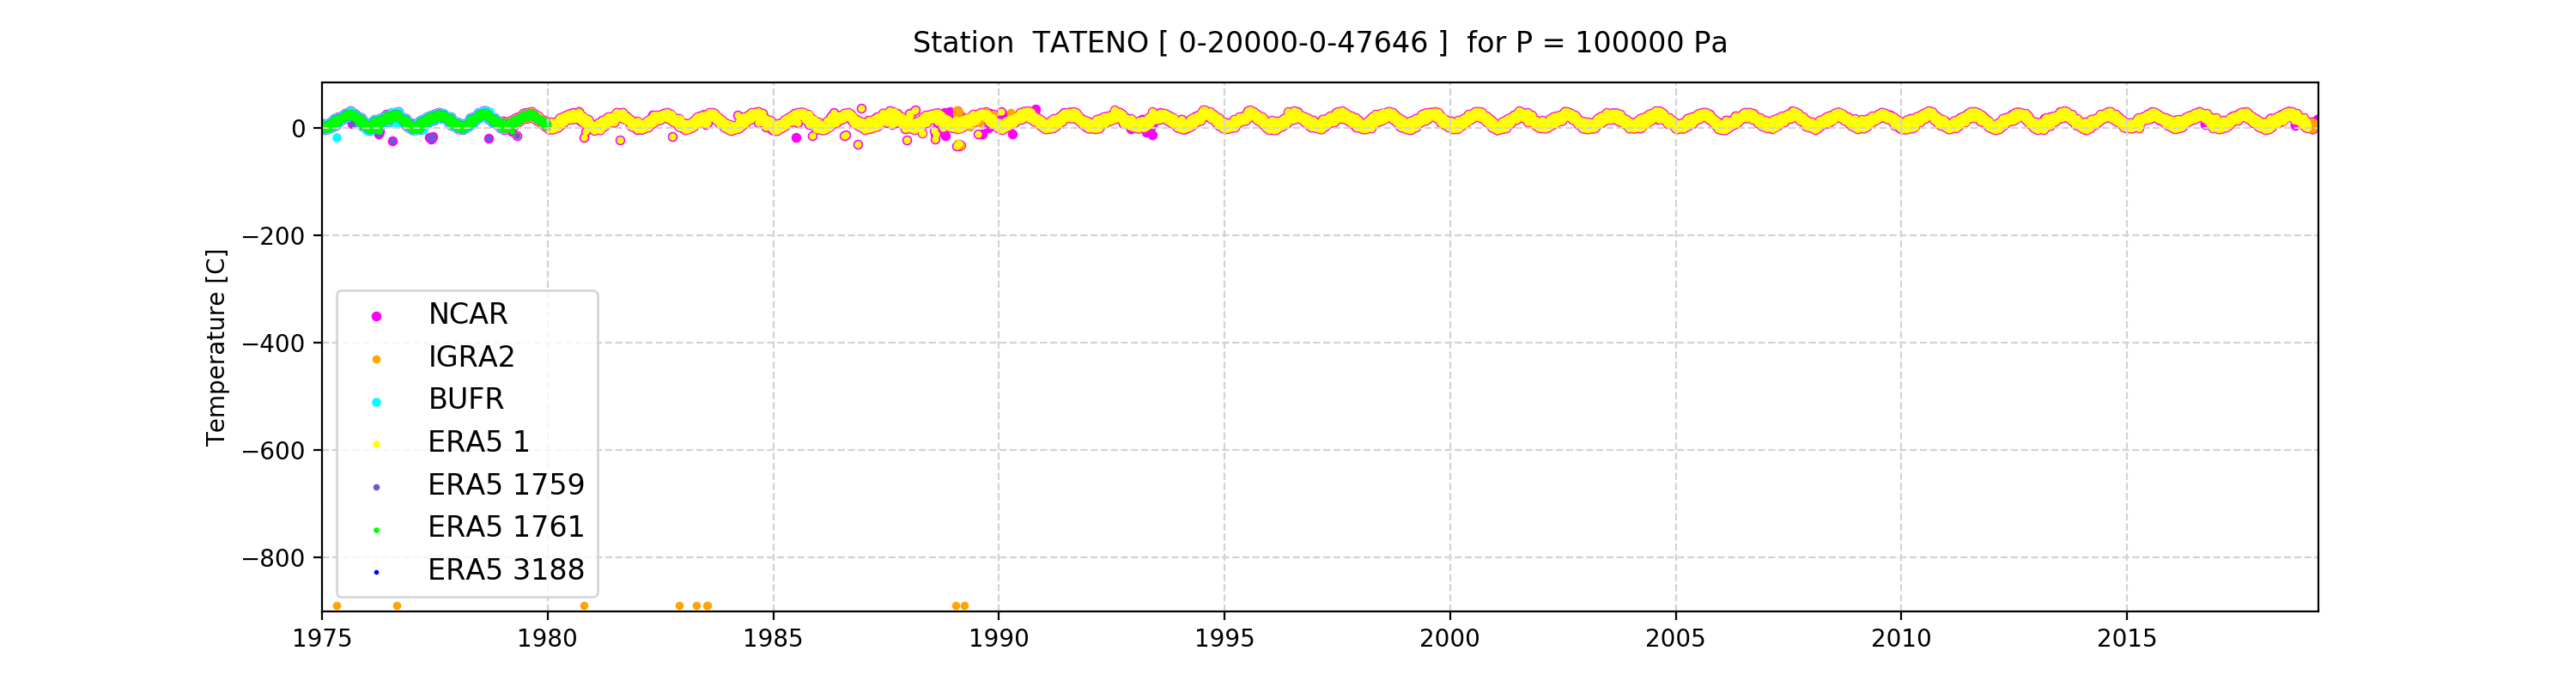 Station  TATENO [ 0-20000-0-47646 ]  for P = 100000 Pa
Temperature [C]
0
−200
−400
−600
−800
NCAR
IGRA2
BUFR
ERA5 1
ERA5 1759
ERA5 1761
ERA5 3188
1975 1980 1985 1990 1995 2000 2005 2010 2015